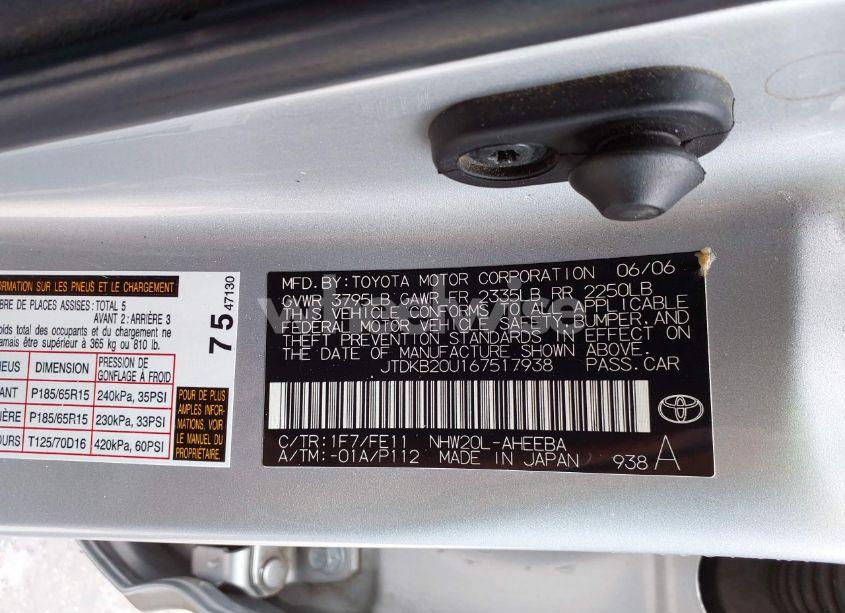 ORMATION SUR LES PNEUS ET LE CHARGEMENT
BRE DE PLACES ASSISES: TOTAL 5
AVANT 2: ARRIÈRE 3
oids total des occupants et du chargement ne
amais être supérieur à 365 kg ou 810 lb.
NEUS DIMENSION PRESSION DE GONFLAGE À FROID
ANT P185/65R15 240kPa, 35PSI
IÈRE P185/65R15 230kPa, 33PSI
OURS T125/70D16 420kPa, 60PSI
POUR DE PLUS
AMPLES INFOR-
MATIONS, VOIR
LE MANUEL DU
PROPRIÉTAIRE.
75 47130
MFD.BY: TOYOTA MOTOR CORPORATION 06/06
GVWR 3795LB GAWR FR 2335LB RR 2250LB
THIS VEHICLE CONFORMS TO ALL APPLICABLE
FEDERAL MOTOR VEHICLE SAFETY, BUMPER, AND
THEFT PREVENTION STANDARDS IN EFFECT ON
THE DATE OF MANUFACTURE SHOWN ABOVE.
JTDKB20U167517938 PASS.CAR
C/TR: 1F7/FE11 NHW20L-AHEEBA
A/TM: -01A/P112 MADE IN JAPAN 938 A